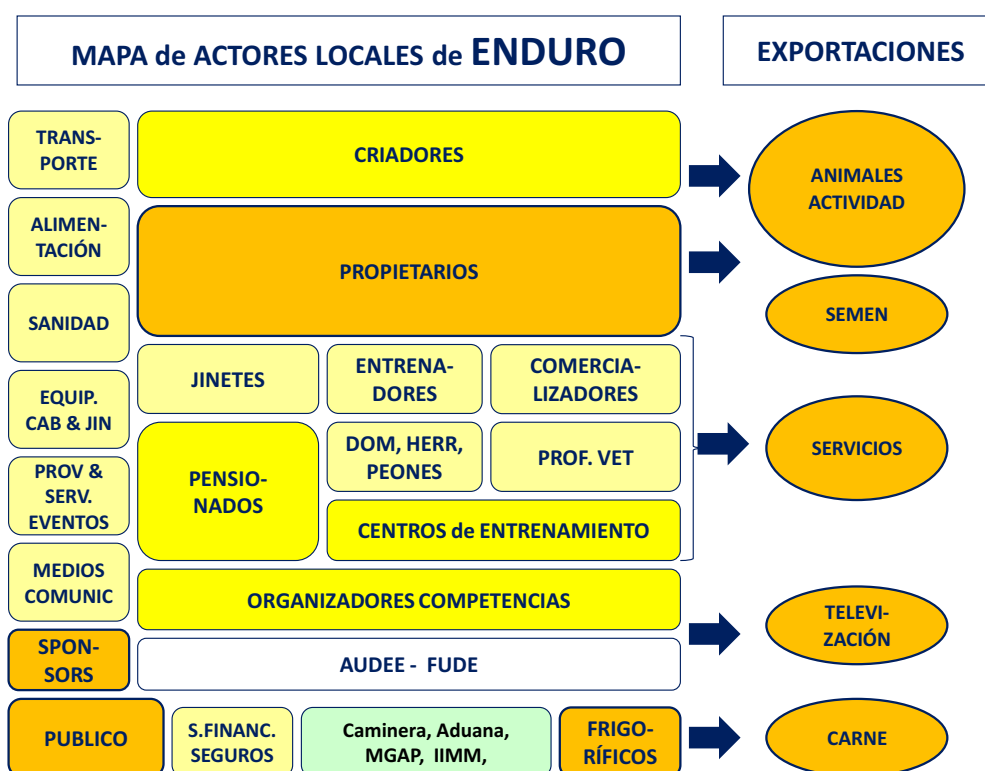 MAPA de ACTORES LOCALES de ENDURO
EXPORTACIONES
TRANS-
PORTE
ALIMEN-
TACIÓN
SANIDAD
EQUIP.
CAB & JIN
PROV &
SERV.
EVENTOS
MEDIOS
COMUNIC
SPON-
SORS
PUBLICO
CRIADORES
PROPIETARIOS
JINETES
ENTRENA-
DORES
COMERCIA-
LIZADORES
PENSIO-
NADOS
DOM, HERR,
PEONES
PROF. VET
CENTROS de ENTRENAMIENTO
ORGANIZADORES COMPETENCIAS
AUDEE - FUDE
S.FINANC.
SEGUROS
Caminera, Aduana,
MGAP, IIMM,
FRIGO-
RÍFICOS
ANIMALES
ACTIVIDAD
SEMEN
SERVICIOS
TELEVI-
ZACIÓN
CARNE